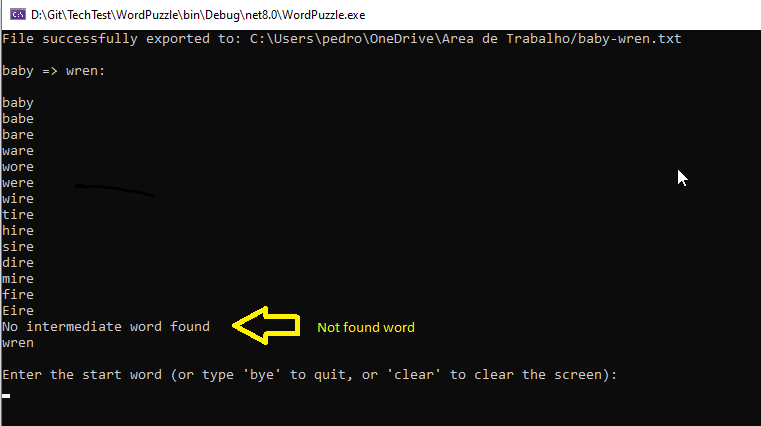 D:\Git\TechTest\WordPuzzle\bin\Debug\net8.0\WordPuzzle.exe
File successfully exported to: C:\Users\pedro\OneDrive\Area de Trabalho/baby-wren.txt
baby => wren:
baby
babe
bare
ware
wore
were
wire
tire
hire
sire
dire
mire
fire
Eire
No intermediate word found
Not found word
wren
Enter the start word (or type 'bye' to quit, or 'clear' to clear the screen):